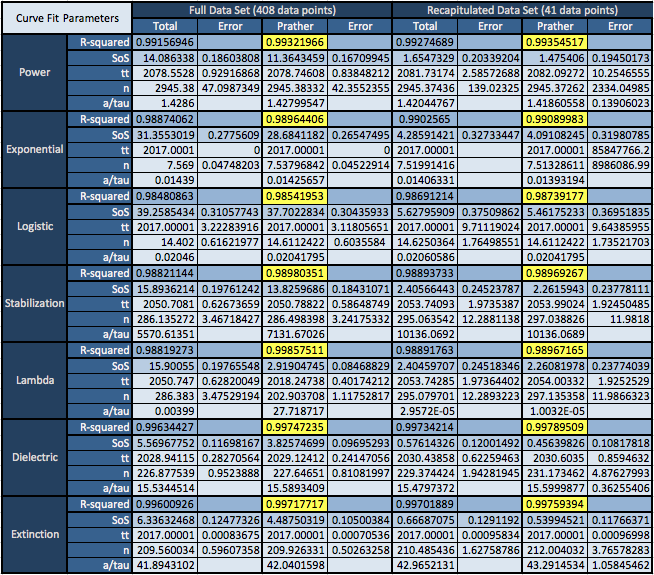 Curve Fit Parameters Full Data Set (408 data points) Recapitulated Data Set (41 data points)
Total Error Prather Error Total Error Prather Error
Power
R-squared 0.99156946 0.99321966 0.99274689 0.99354517
SoS 14.086338 0.18603808 11.3643459 0.16709945 1.6547329 0.20339204 1.475406 0.19450173
tt 2078.5528 0.92916868 2078.74608 0.83848212 2081.73174 2.58572688 2082.09272 10.2546555
n 2945.38 47.0987349 2945.38332 42.3552355 2945.37436 139.02325 2945.37262 2334.04985
a/tau 1.4286 1.42799547 1.42044767 1.41860558 0.13906023
Exponential
R-squared 0.98874062 0.98964406 0.9902565 0.99089983
SoS 31.3553019 0.2775609 28.6841182 0.26547495 4.28591421 0.32733447 4.09108245 0.31980785
tt 2017.00001 0 2017.00001 0 2017.00001 2017.00001 85847766.2
n 7.569 0.04748203 7.53796842 0.04522914 7.51991416 7.51328611 8986086.99
a/tau 0.01439 0.01425657 0.01406331 0.01393194
Logistic
R-squared 0.98480863 0.98541953 0.98691214 0.98739177
SoS 39.2585434 0.31057743 37.7022834 0.30435933 5.62795909 0.37509862 5.46175233 0.36951835
tt 2017.00001 3.22283916 2017.00001 3.11805651 2017.00001 9.71119024 2017.00001 9.64385955
n 14.402 0.61621977 14.6112422 0.6035584 14.6250364 1.76498551 14.6112422 1.73521703
a/tau 0.02046 0.02041795 0.02060586 0.02041795
Stabilization
R-squared 0.98821144 0.98980351 0.98893733 0.98969267
SoS 15.8936214 0.19761242 13.8259686 0.18431071 2.40566443 0.24523787 2.2615943 0.23778111
tt 2050.7081 0.62673659 2050.78822 0.58648749 2053.74093 1.9735387 2053.99024 1.92450485
n 286.135272 3.46718427 286.498398 3.24175332 295.063542 12.2881138 297.038826 11.9818
a/tau 5570.61351 7131.67026 10136.0692 10136.0689
Lambda
R-squared 0.98819273 0.99857511 0.98891763 0.98967165
SoS 15.90055 0.19765548 2.91904745 0.08468829 2.40459707 0.24518346 2.26081978 0.23774039
tt 2050.747 0.62820049 2018.24738 0.40174212 2053.74285 1.97364402 2054.00332 1.9252529
n 286.383 3.47529194 202.903708 1.11752817 295.079701 12.2893223 297.135358 11.9866323
a/tau 0.00399 27.718717 2.9572E-05 1.0032E-05
Dielectric
R-squared 0.99634427 0.99747235 0.99734214 0.99789509
SoS 5.56967752 0.11698167 3.82574699 0.09695293 0.57614326 0.12001492 0.45639826 0.10817818
tt 2028.94115 0.28270564 2029.12412 0.24147056 2030.43858 0.62259463 2030.6035 0.8594632
n 226.877539 0.9523888 227.64651 0.81081997 229.374424 1.94281945 231.173462 4.87627993
a/tau 15.5344514 15.5893409 15.4797372 15.5999877 0.36255406
Extinction
R-squared 0.99600926 0.99717717 0.99701889 0.99759394
SoS 6.33632468 0.12477326 4.48750319 0.10500384 0.66687075 0.1291192 0.53994521 0.11766371
tt 2017.00001 0.00083675 2017.00001 0.00070536 2017.00001 0.00095834 2017.00001 0.00096998
n 209.560034 0.59607358 209.926331 0.50263258 210.485436 1.62758786 212.004032 3.76578283
a/tau 41.8943102 42.0401598 42.9652131 43.2914534 1.05845462